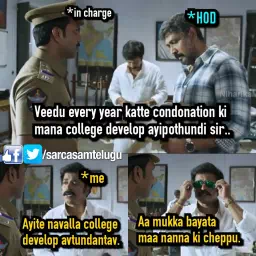 *in charge
*HOD
Veedu every year katte condonation ki
mana college develop ayipothundi sir..
f /sarcasamtelugu
*me
Ayite navalla college
develop avtundantav.
Aa mukka bayata
maa nanna ki cheppu.